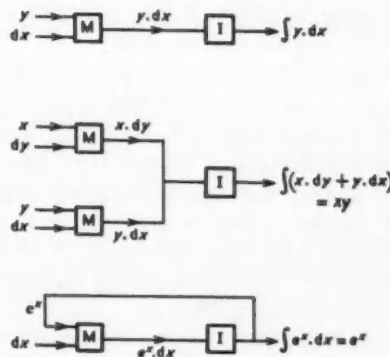 y
y.dx
dx
M
I
∫y.dx
x
x.dy
dy
M
I
∫(x.dy+y.dx)
= xy
y
dx
M
y.dx
eˣ
dx
M
eˣ.dx
I
∫eˣ.dx=eˣ